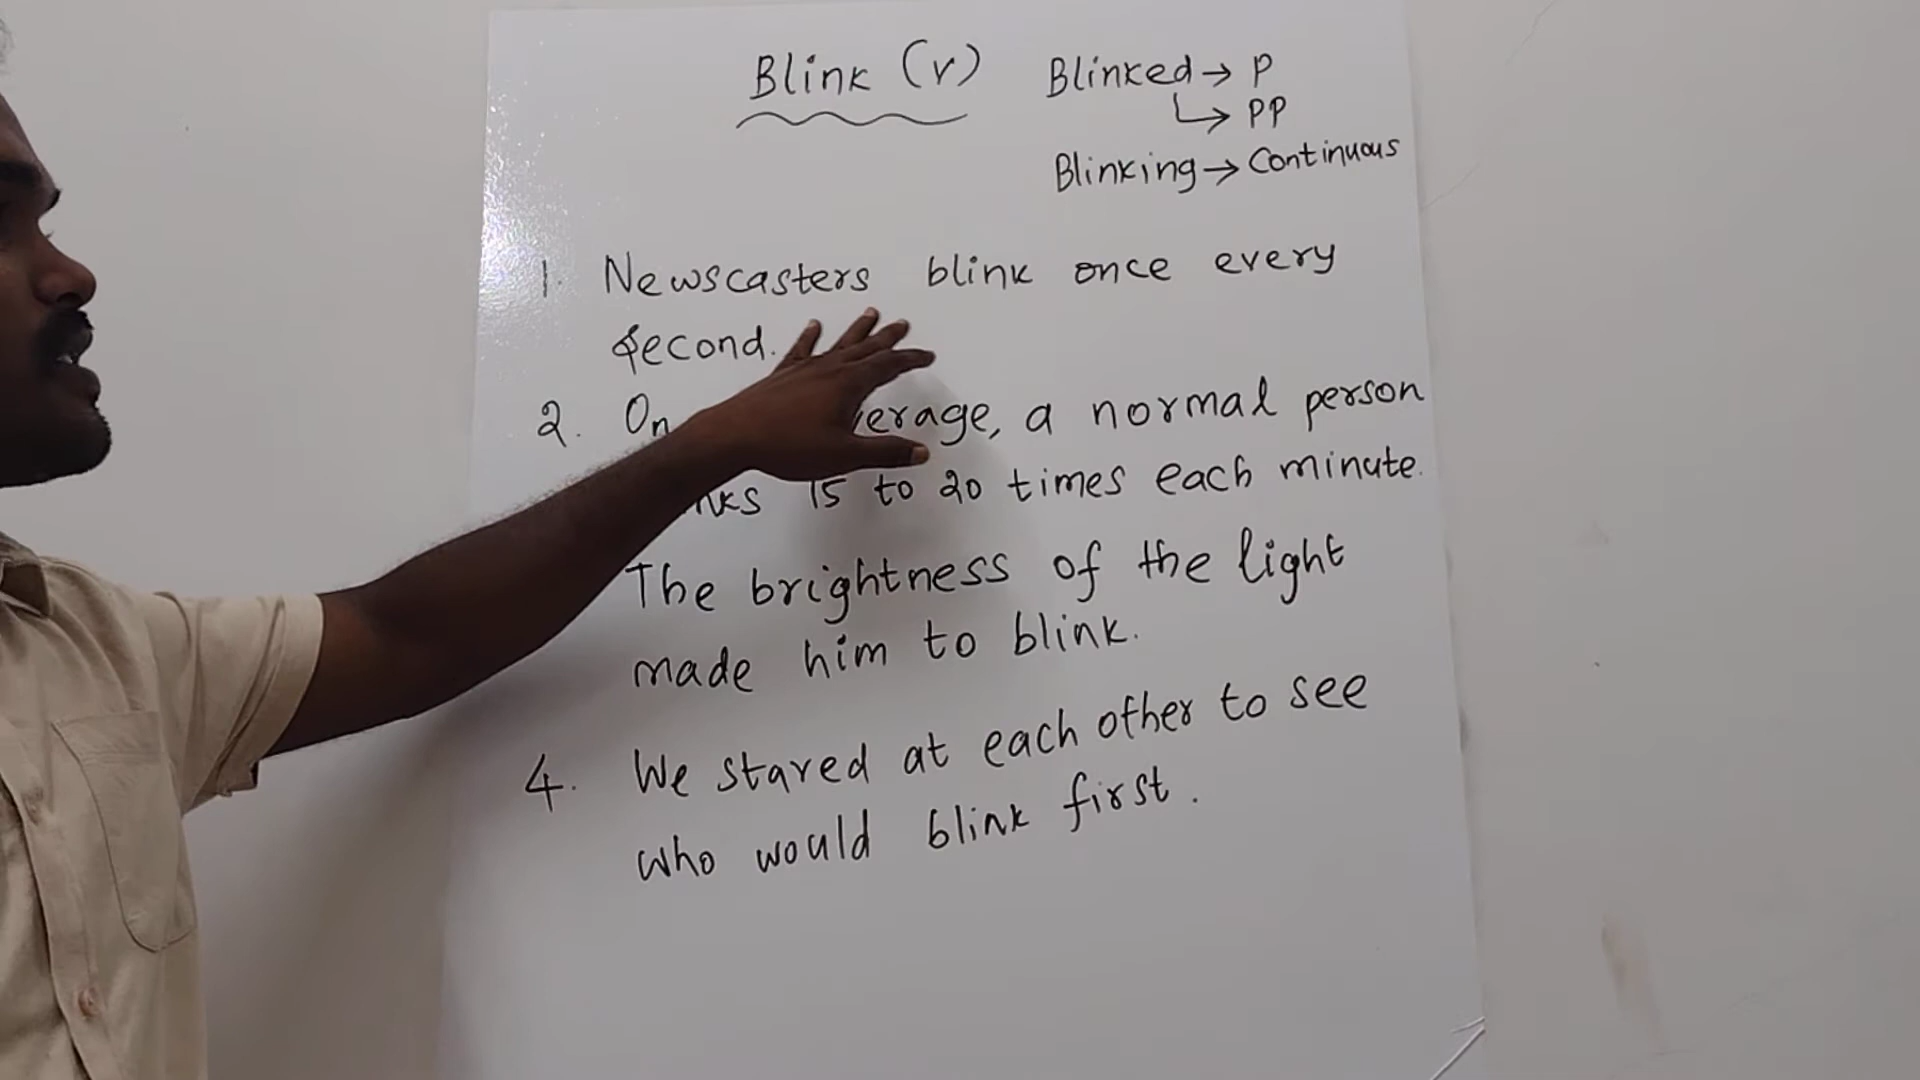 Blink (v)
Blinked → P
→ PP
Blinking → Continuous
1. Newscasters blink once every
second.
2. On average, a normal person
15 to 20 times each minute.
The brightness of the light
made him to blink.
4. We stared at each other to see
who would blink first.